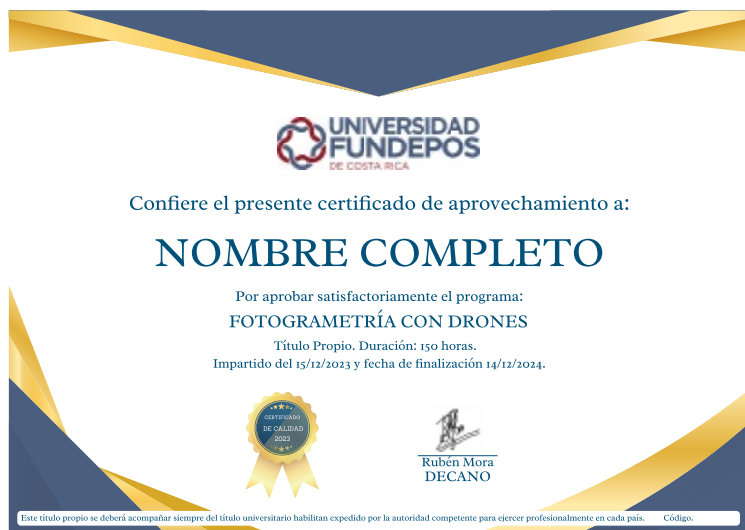 UNIVERSIDAD
FUNDEPOS
DE COSTA RICA
Confiere el presente certificado de aprovechamiento a:
NOMBRE COMPLETO
Por aprobar satisfactoriamente el programa:
FOTOGRAMETRÍA CON DRONES
Título Propio. Duración: 150 horas.
Impartido del 15/12/2023 y fecha de finalización 14/12/2024.
CERTIFICADO
DE CALIDAD
2023
Rubén Mora
DECANO
Este título propio se deberá acompañar siempre del título universitario habilitan expedido por la autoridad competente para ejercer profesionalmente en cada país. Código.